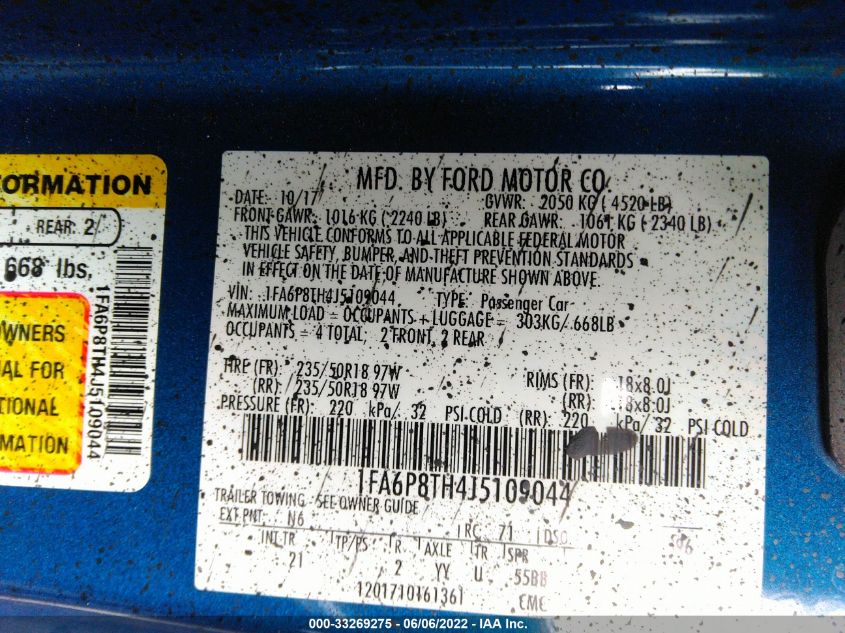 FORMATION
REAR: 2
668 lbs.
OWNERS
AL FOR
TIONAL
RMATION
1FA6P8TH4J5109044
MFD. BY FORD MOTOR CO.
DATE: 10/17 GVWR: 2050 KG ( 4520 LB)
FRONT GAWR: 1016 KG ( 2240 LB) REAR GAWR: 1061 KG ( 2340 LB)
THIS VEHICLE CONFORMS TO ALL APPLICABLE FEDERAL MOTOR
VEHICLE SAFETY, BUMPER, AND THEFT PREVENTION STANDARDS
IN EFFECT ON THE DATE OF MANUFACTURE SHOWN ABOVE.
VIN: 1FA6P8TH4J5109044 TYPE: Passenger Car
MAXIMUM LOAD = OCCUPANTS + LUGGAGE = 303KG/ 668LB
OCCUPANTS = 4 TOTAL, 2 FRONT, 2 REAR
TIRE (FR): 235/50R18 97W RIMS (FR): 18x8.0J
(RR): 235/50R18 97W (RR): 18x8.0J
PRESSURE (FR): 220 kPa/ 32 PSI COLD (RR): 220 kPa/ 32 PSI COLD
1FA6P8TH4J5109044
TRAILER TOWING - SEE OWNER GUIDE
EXT PNT: N6 RC: 71 DSO:
INT TR TP/PS R AXLE TR SPR
21 2 YY U 55BB
1201710161361
000-33269275 - 06/06/2022 - IAA Inc.